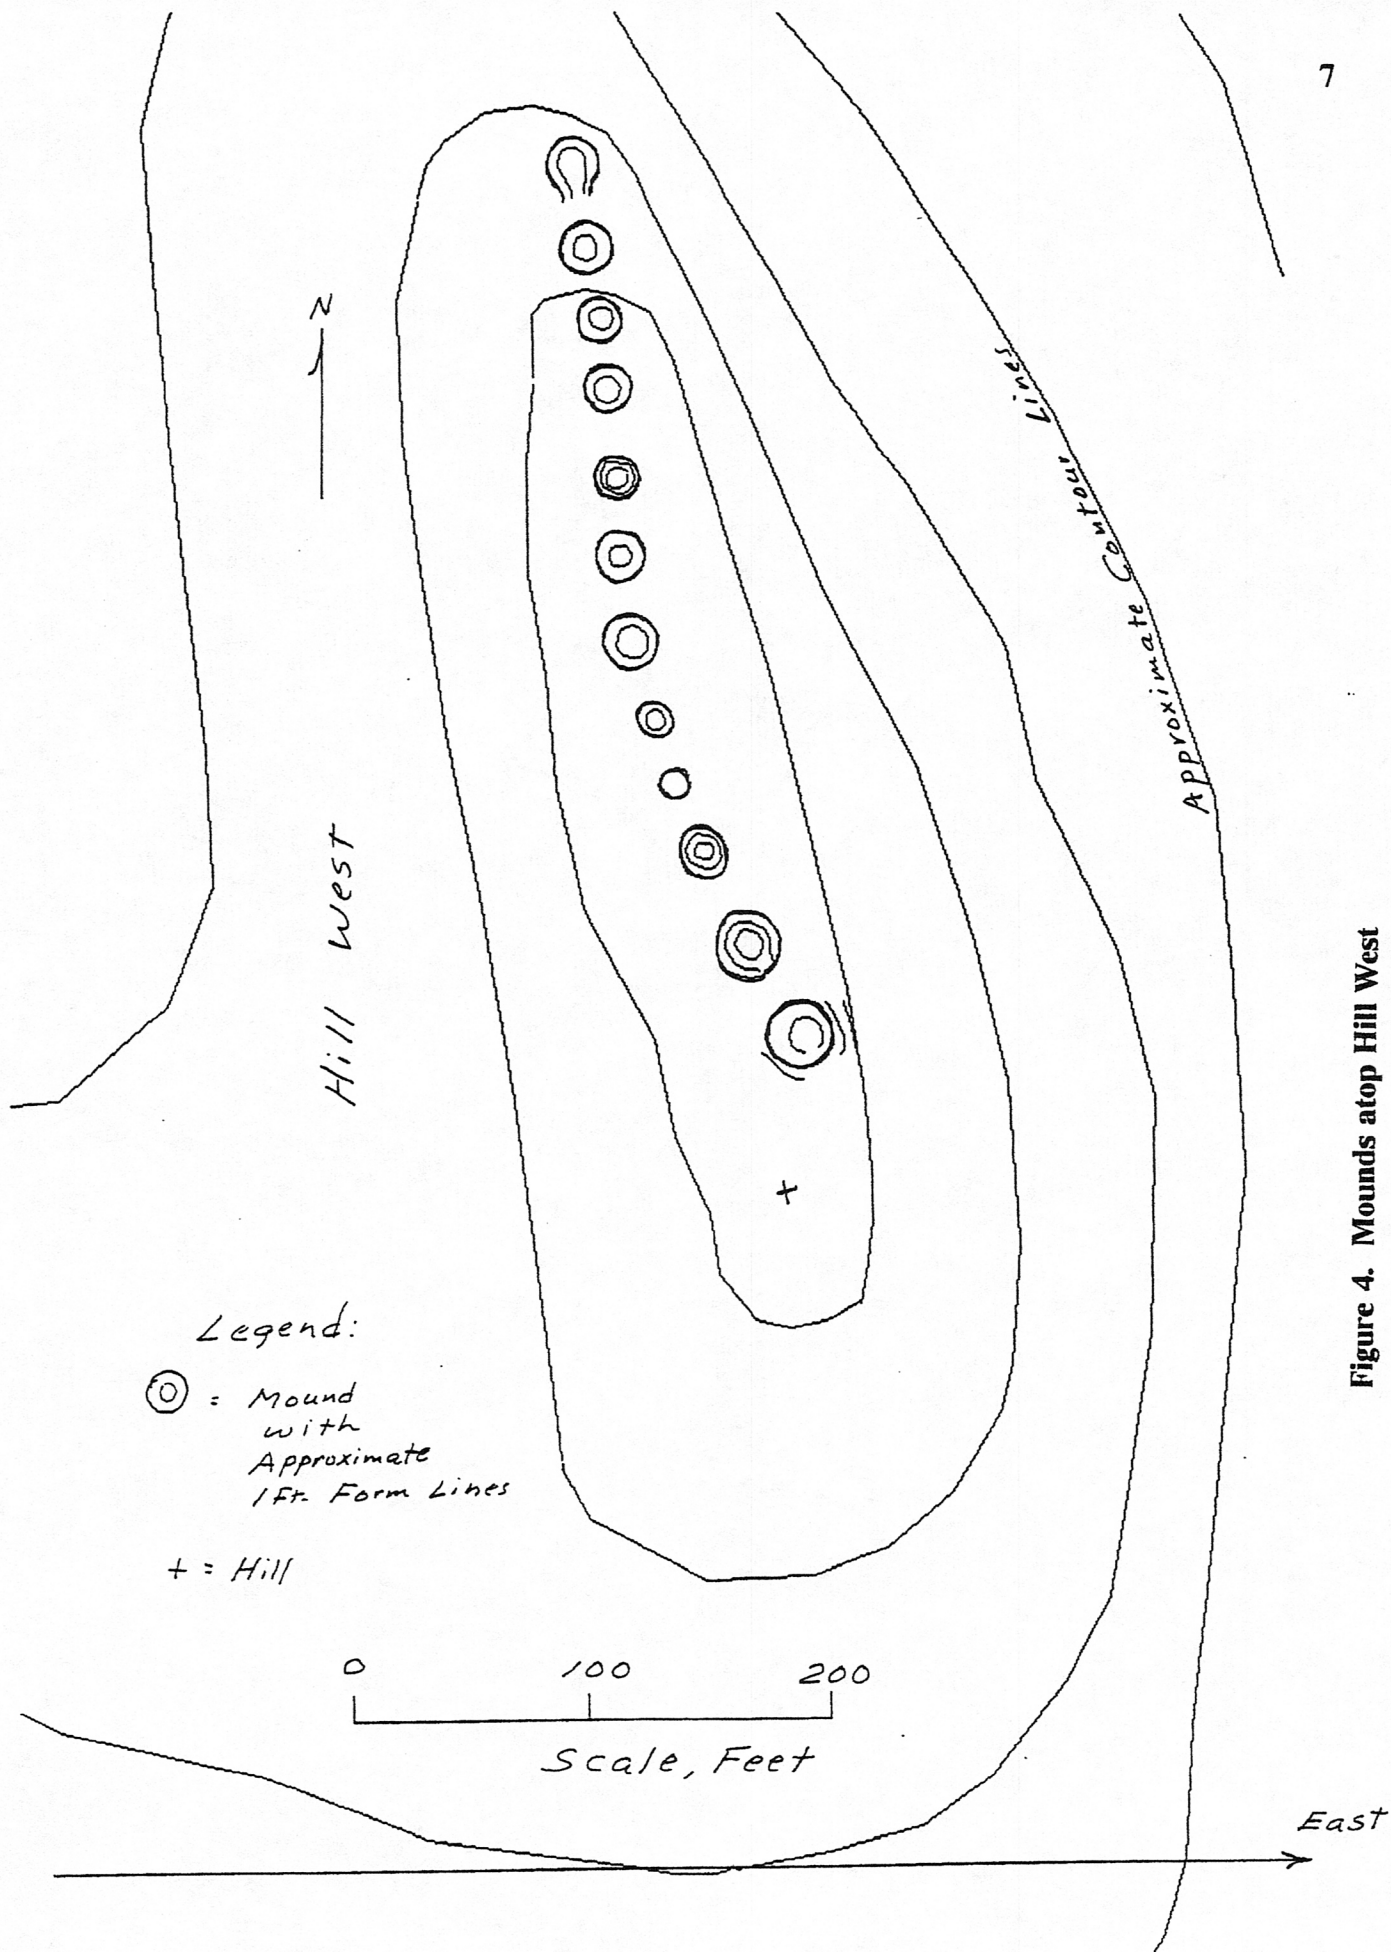 7
N
Approximate Contour Lines
Hill West
Legend:
= Mound
with
Approximate
1 Ft. Form Lines
+ = Hill
0 100 200
Scale, Feet
East
Figure 4. Mounds atop Hill West